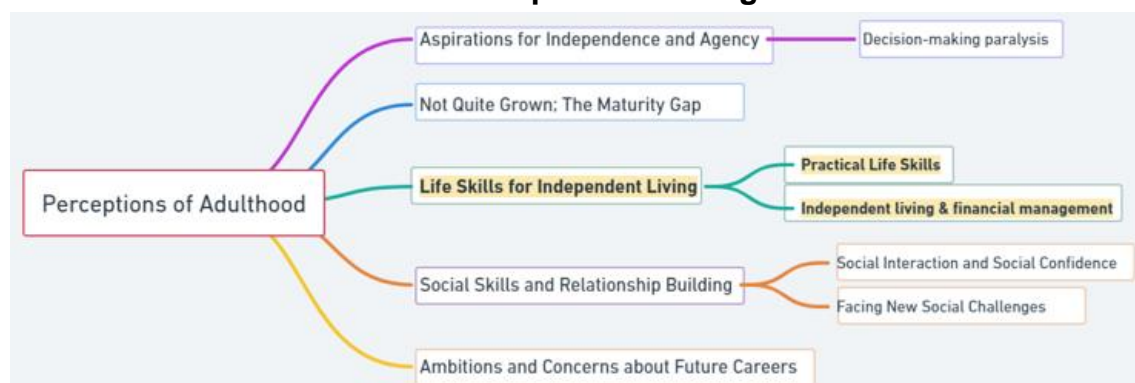 Perceptions of Adulthood
Aspirations for Independence and Agency
Decision-making paralysis
Not Quite Grown; The Maturity Gap
Life Skills for Independent Living
Practical Life Skills
Independent living & financial management
Social Skills and Relationship Building
Social Interaction and Social Confidence
Facing New Social Challenges
Ambitions and Concerns about Future Careers